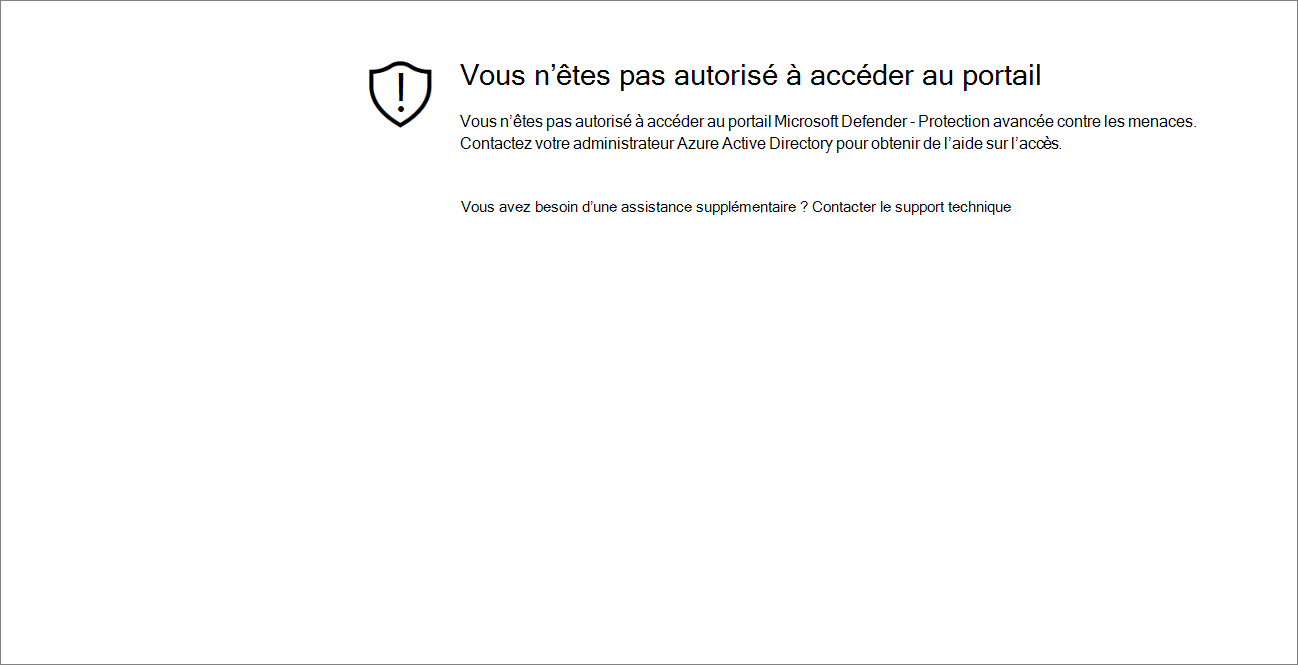 Vous n’êtes pas autorisé à accéder au portail
Vous n’êtes pas autorisé à accéder au portail Microsoft Defender - Protection avancée contre les menaces.
Contactez votre administrateur Azure Active Directory pour obtenir de l’aide sur l’accès.
Vous avez besoin d’une assistance supplémentaire ? Contacter le support technique